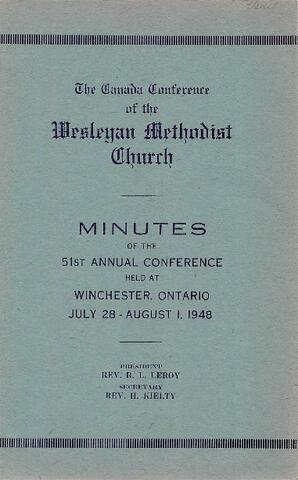 The Canada Conference
of the
Wesleyan Methodist
Church
MINUTES
OF THE
51ST ANNUAL CONFERENCE
HELD AT
WINCHESTER, ONTARIO
JULY 28 - AUGUST 1, 1948
PRESIDENT
REV. R. L. LEROY
SECRETARY
REV. H. KIELTY